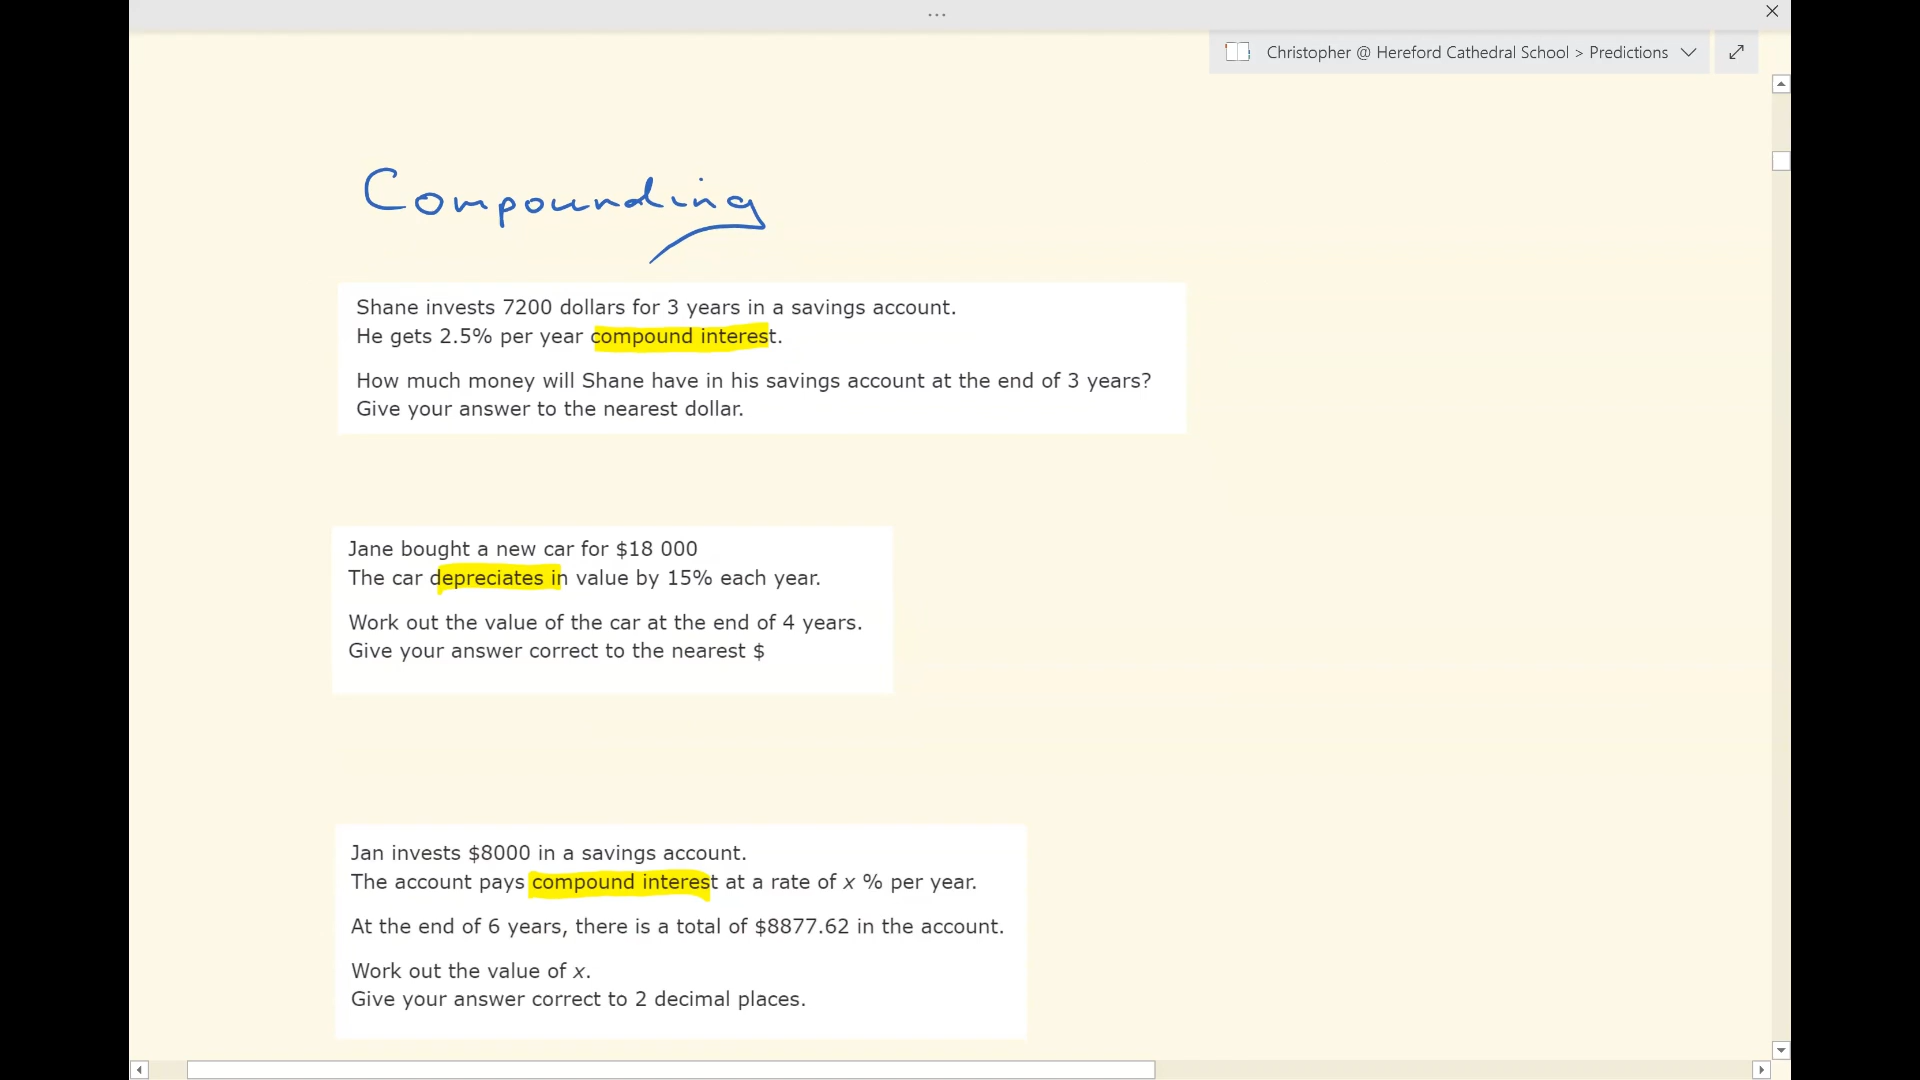 ...
Christopher @ Hereford Cathedral School > Predictions
Compounding
Shane invests 7200 dollars for 3 years in a savings account.
He gets 2.5% per year compound interest.
How much money will Shane have in his savings account at the end of 3 years?
Give your answer to the nearest dollar.
Jane bought a new car for $18 000
The car depreciates in value by 15% each year.
Work out the value of the car at the end of 4 years.
Give your answer correct to the nearest $
Jan invests $8000 in a savings account.
The account pays compound interest at a rate of x % per year.
At the end of 6 years, there is a total of $8877.62 in the account.
Work out the value of x.
Give your answer correct to 2 decimal places.